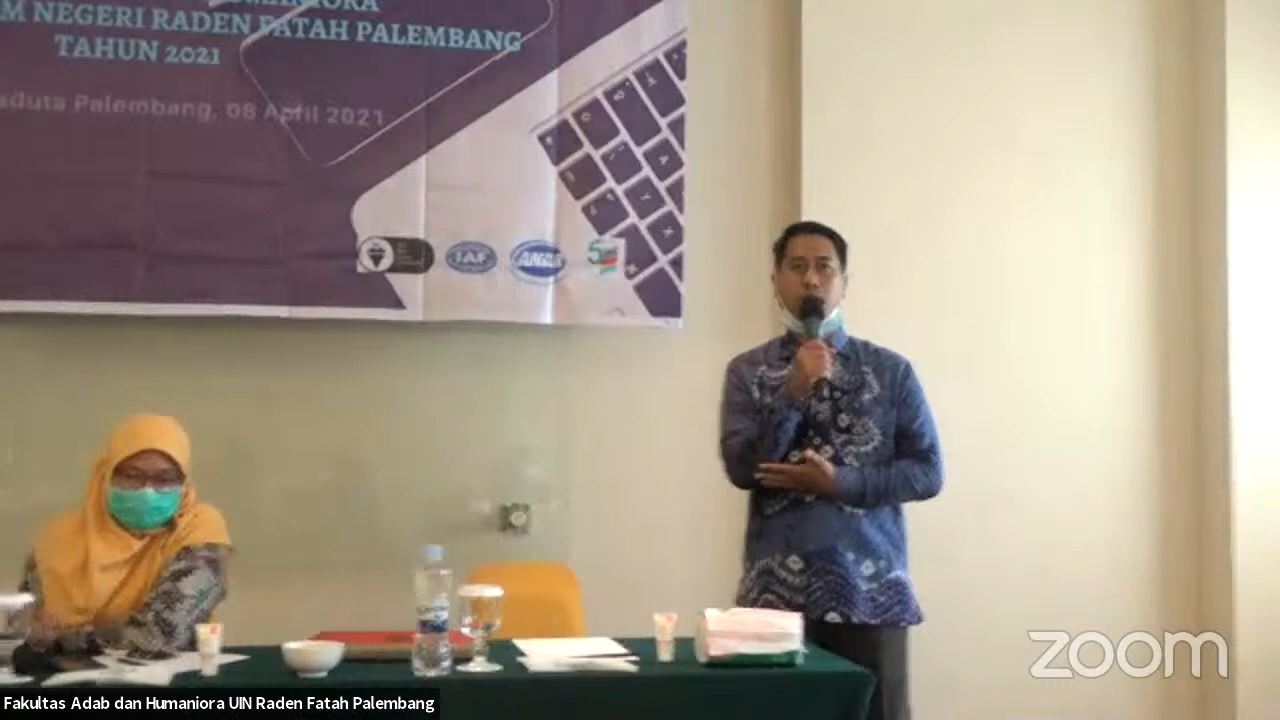 M NEGERI RADEN FATAH PALEMBANG
TAHUN 2021
aduta Palembang, 08 April 2021
IAF
zoom
Fakultas Adab dan Humaniora UIN Raden Fatah Palembang